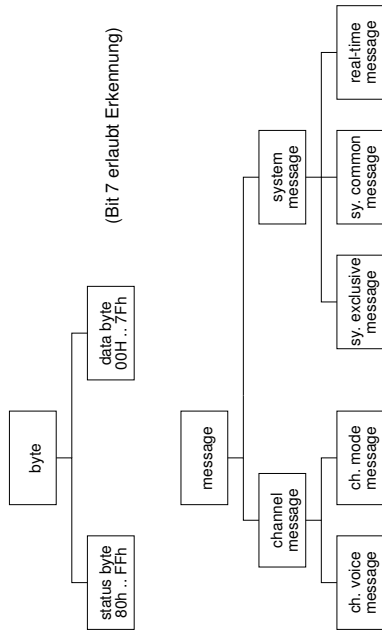 byte
status byte
80h .. FFh
data byte
00H .. 7Fh
(Bit 7 erlaubt Erkennung)
message
channel
message
system
message
ch. voice
message
ch. mode
message
sy. exclusive
message
sy. common
message
real-time
message